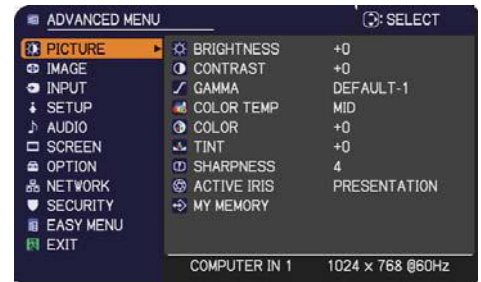 ADVANCED MENU : SELECT
PICTURE BRIGHTNESS +0
IMAGE CONTRAST +0
INPUT GAMMA DEFAULT-1
SETUP COLOR TEMP MID
AUDIO COLOR +0
SCREEN TINT +0
OPTION SHARPNESS 4
NETWORK ACTIVE IRIS PRESENTATION
SECURITY MY MEMORY
EASY MENU
EXIT
COMPUTER IN 1 1024 x 768 @60Hz